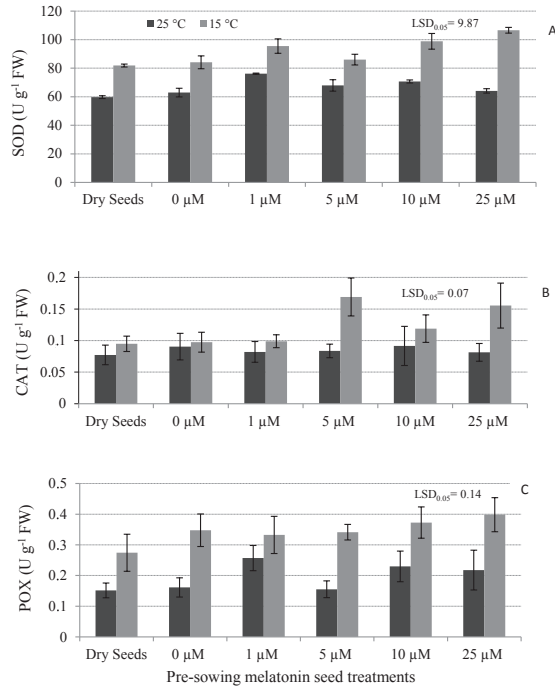 120
25 °C 15 °C
LSD0.05= 9.87
A
100
80
60
40
20
0
SOD (U g-1 FW)
Dry Seeds 0 µM 1 µM 5 µM 10 µM 25 µM
0.2
LSD0.05= 0.07
B
0.15
0.1
0.05
0
CAT (U g-1 FW)
Dry Seeds 0 µM 1 µM 5 µM 10 µM 25 µM
0.5
LSD0.05= 0.14
C
0.4
0.3
0.2
0.1
0
POX (U g-1 FW)
Dry Seeds 0 µM 1 µM 5 µM 10 µM 25 µM
Pre-sowing melatonin seed treatments